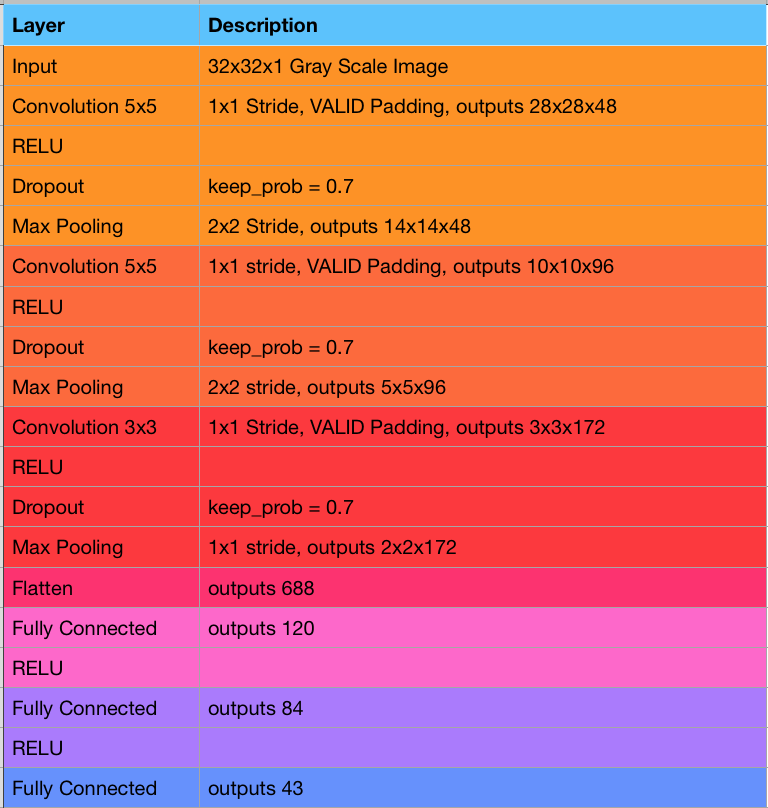 Layer Description
Input 32x32x1 Gray Scale Image
Convolution 5x5 1x1 Stride, VALID Padding, outputs 28x28x48
RELU
Dropout keep_prob = 0.7
Max Pooling 2x2 Stride, outputs 14x14x48
Convolution 5x5 1x1 stride, VALID Padding, outputs 10x10x96
RELU
Dropout keep_prob = 0.7
Max Pooling 2x2 stride, outputs 5x5x96
Convolution 3x3 1x1 Stride, VALID Padding, outputs 3x3x172
RELU
Dropout keep_prob = 0.7
Max Pooling 1x1 stride, outputs 2x2x172
Flatten outputs 688
Fully Connected outputs 120
RELU
Fully Connected outputs 84
RELU
Fully Connected outputs 43